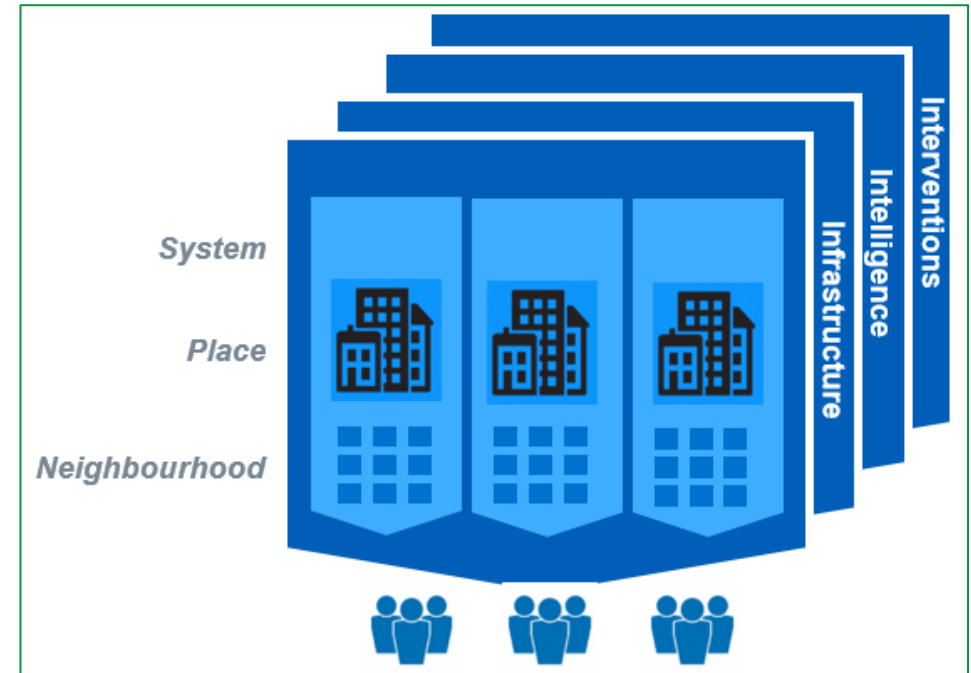 System
Place
Neighbourhood
Infrastructure
Intelligence
Interventions